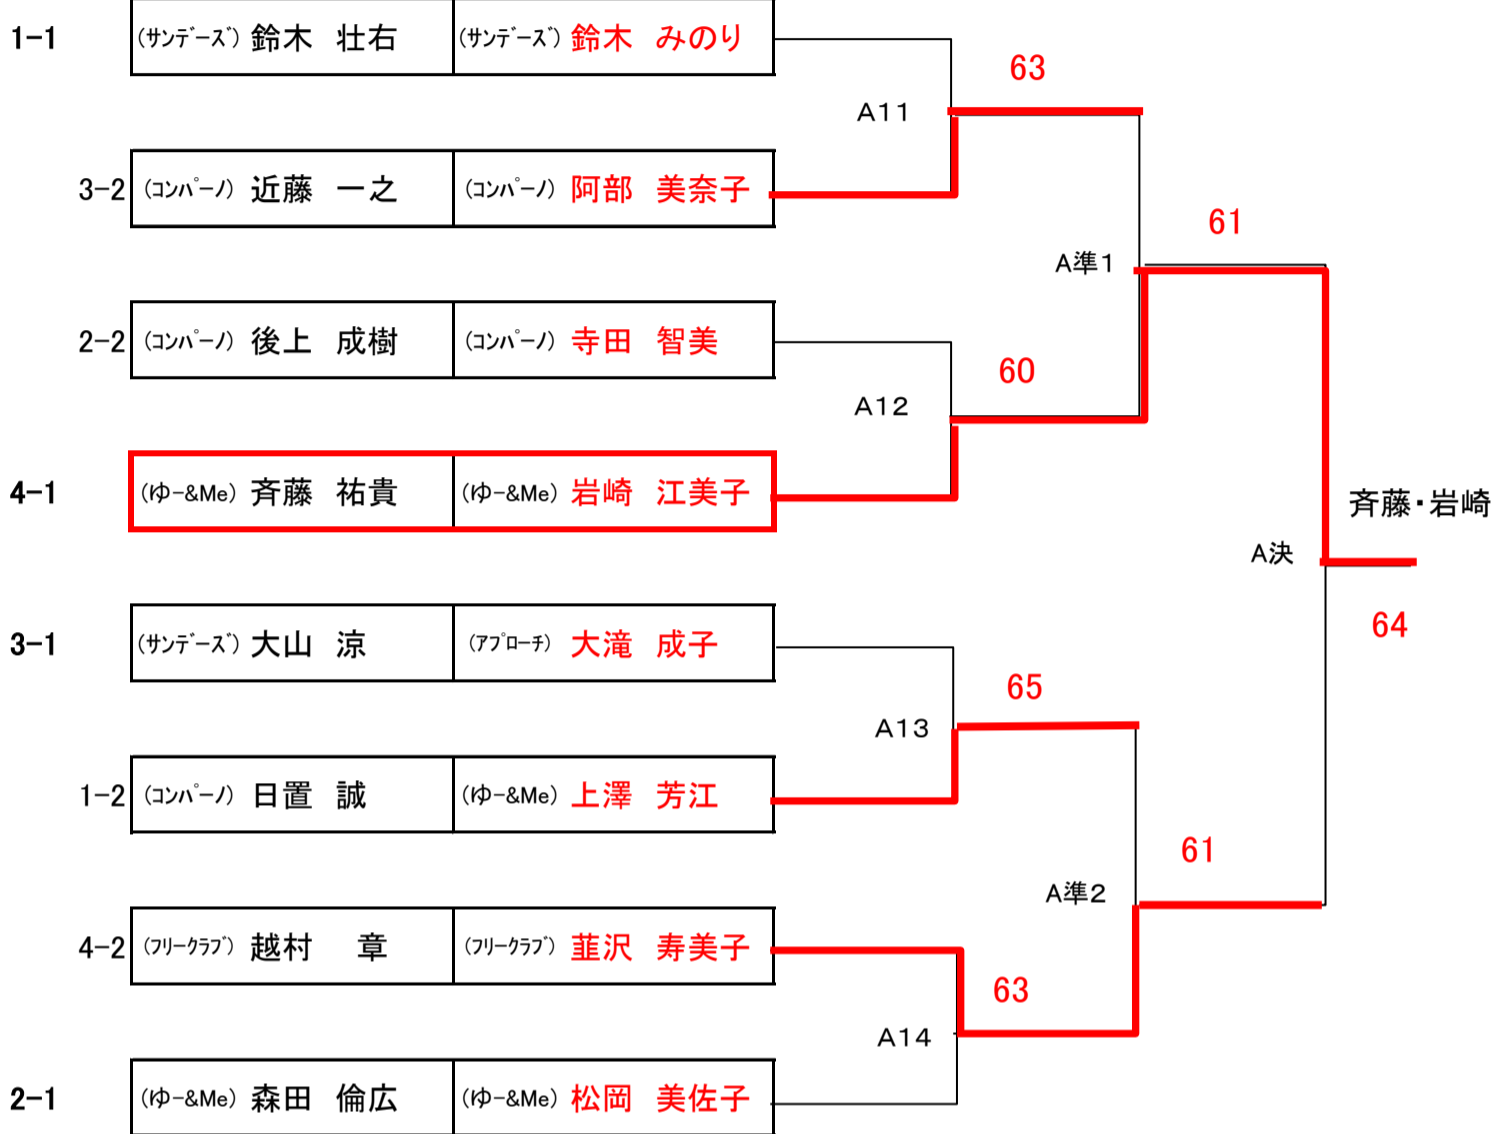 1-1 (サンデーズ) 鈴木 壮右 (サンデーズ) 鈴木 みのり
63
A11
3-2 (コンパーノ) 近藤 一之 (コンパーノ) 阿部 美奈子
61
A準1
2-2 (コンパーノ) 後上 成樹 (コンパーノ) 寺田 智美
60
A12
4-1 (ゆー&Me) 斉藤 祐貴 (ゆー&Me) 岩崎 江美子
斉藤・岩崎
A決
64
3-1 (サンデーズ) 大山 涼 (アプローチ) 大滝 成子
65
A13
1-2 (コンパーノ) 日置 誠 (ゆー&Me) 上澤 芳江
61
A準2
4-2 (フリークラブ) 越村 章 (フリークラブ) 韮沢 寿美子
63
A14
2-1 (ゆー&Me) 森田 倫広 (ゆー&Me) 松岡 美佐子